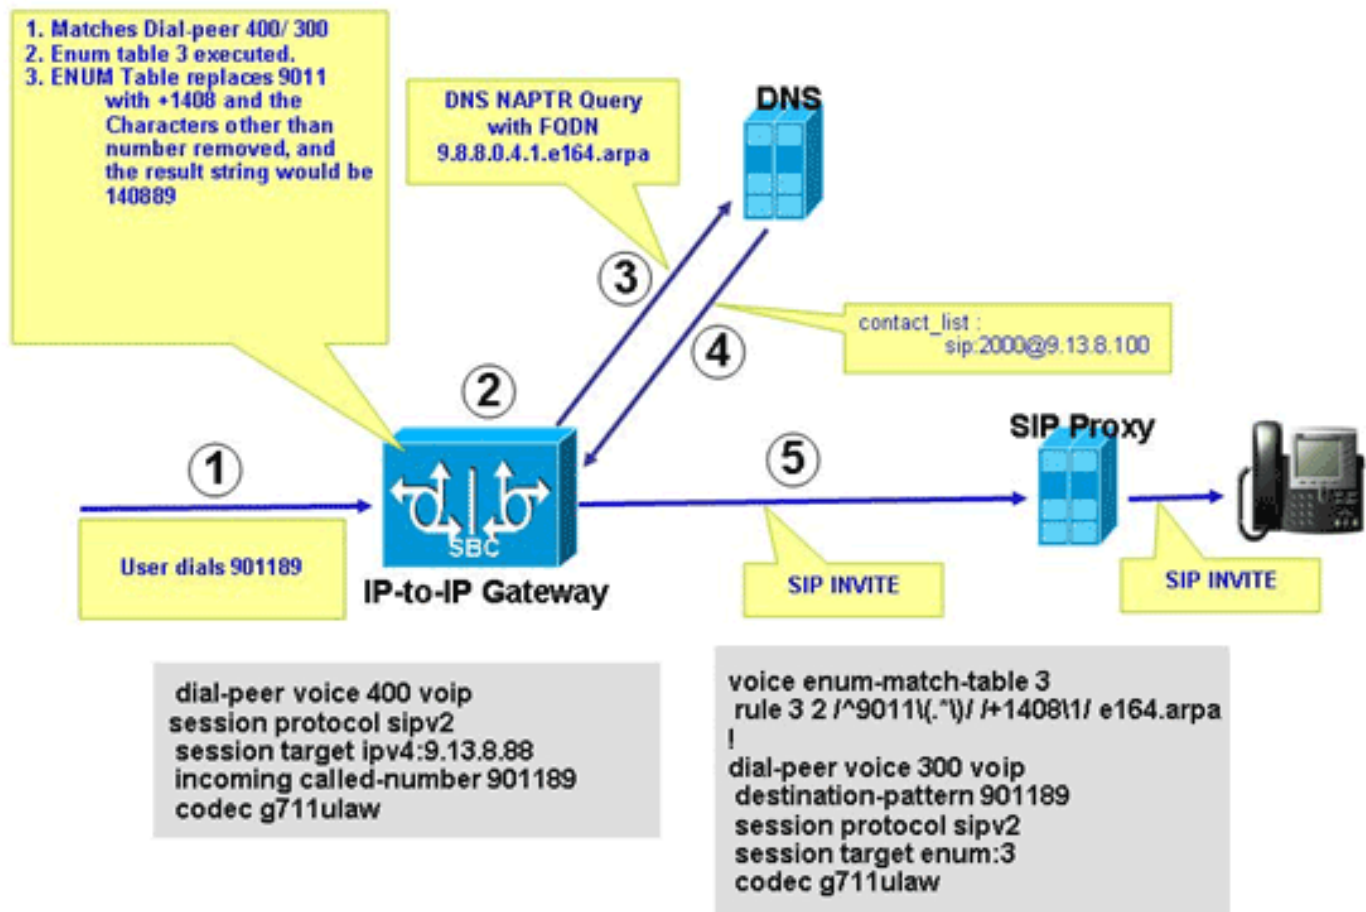 1. Matches Dial-peer 400/ 300
2. Enum table 3 executed.
3. ENUM Table replaces 9011
with +1408 and the
Characters other than
number removed, and
the result string would be
140889
DNS NAPTR Query
with FQDN
9.8.8.0.4.1.e164.arpa
DNS
3
4
contact_list :
sip:2000@9.13.8.100
2
1
User dials 901189
SBC
IP-to-IP Gateway
5
SIP INVITE
SIP Proxy
SIP INVITE
dial-peer voice 400 voip
session protocol sipv2
session target ipv4:9.13.8.88
incoming called-number 901189
codec g711ulaw
voice enum-match-table 3
rule 3 2 /^9011\(.*\)/ /+1408\1/ e164.arpa
!
dial-peer voice 300 voip
destination-pattern 901189
session protocol sipv2
session target enum:3
codec g711ulaw